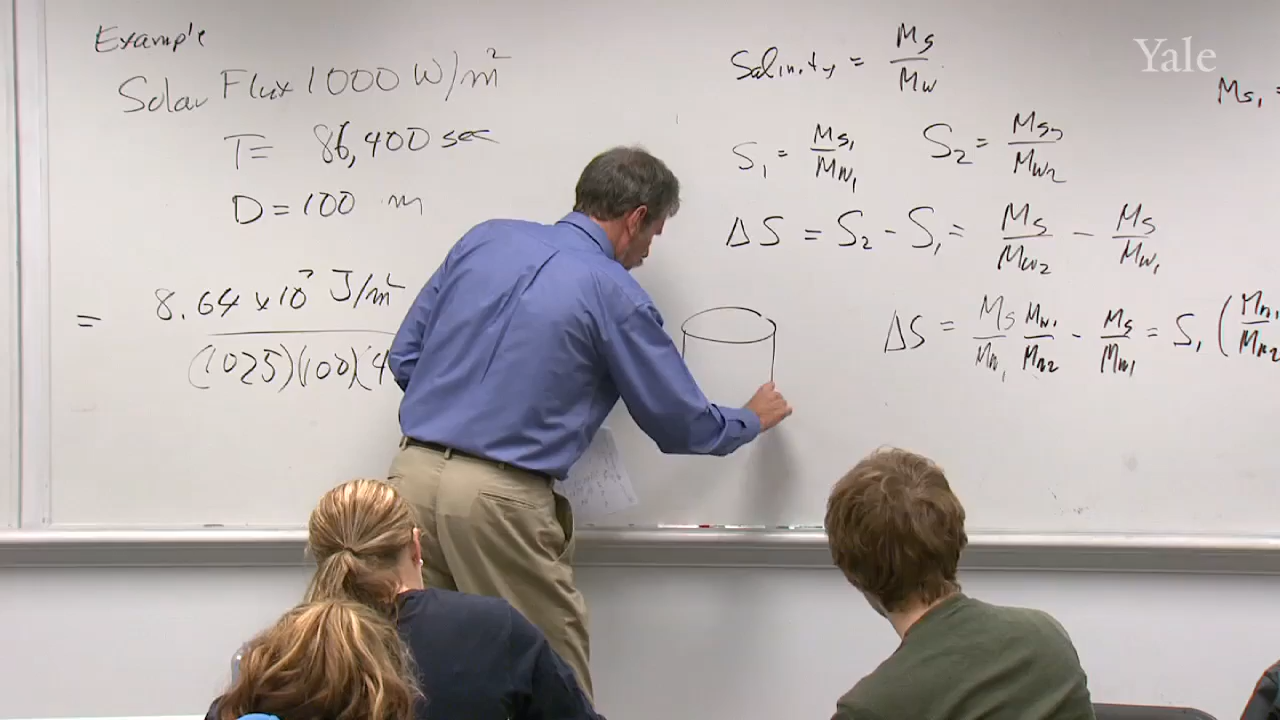 Example
Solar Flux 1000 W/m²
T = 86,400 sec
D = 100 m
= 8.64 x 10⁷ J/m²
(1025)(100)(4
Yale
Salinity = Ms/Mw
Ms₁ =
S₁ = Ms₁/Mw₁ S₂ = Ms₂/Mw₂
ΔS = S₂ - S₁ = Ms/Mw₂ - Ms/Mw₁
ΔS = Ms/Mw₁ Mw₁/Mw₂ - Ms/Mw₁ = S₁ (Mw₁/Mw₂